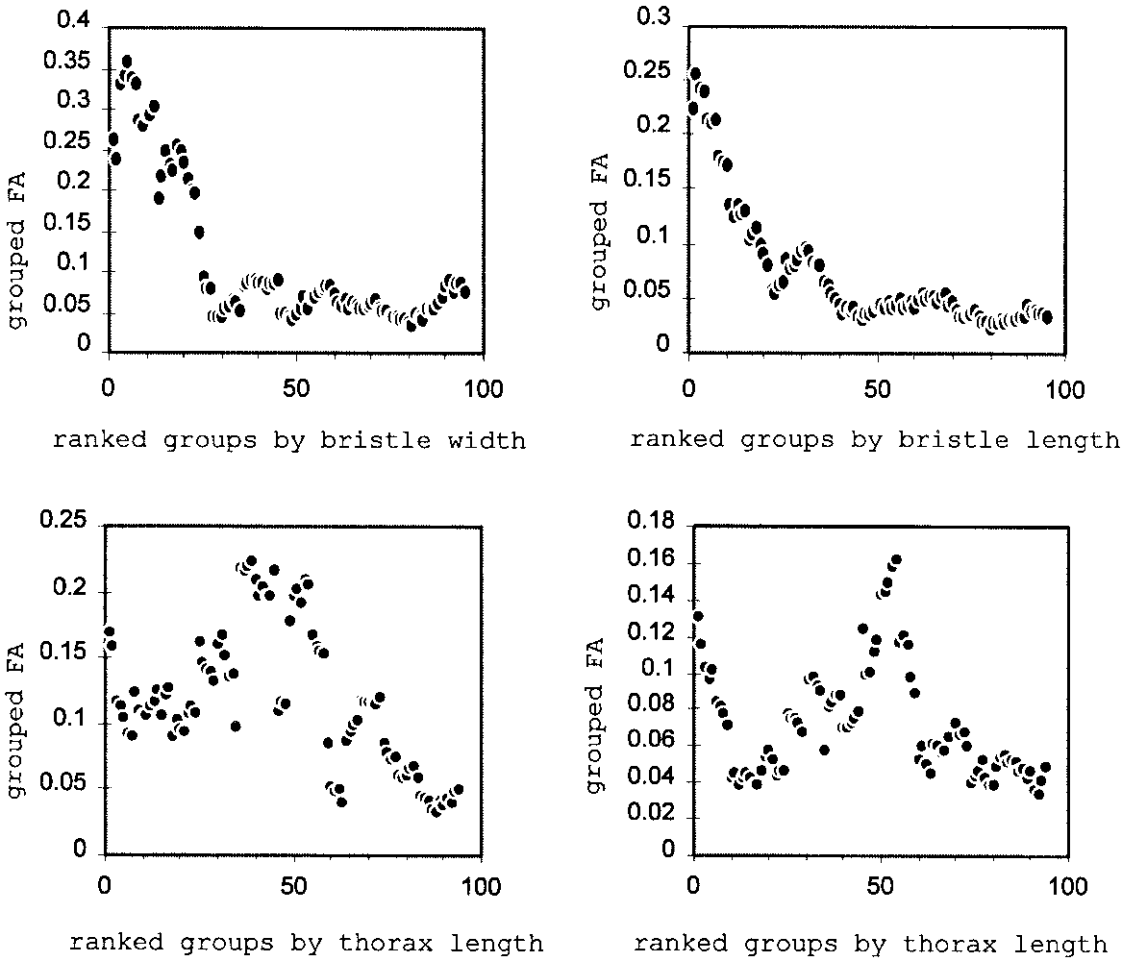 0.4
0.35
0.3
0.25
0.2
0.15
0.1
0.05
0
0 50 100
grouped FA
ranked groups by bristle width
0.3
0.25
0.2
0.15
0.1
0.05
0
0 50 100
grouped FA
ranked groups by bristle length
0.25
0.2
0.15
0.1
0.05
0
0 50 100
grouped FA
ranked groups by thorax length
0.18
0.16
0.14
0.12
0.1
0.08
0.06
0.04
0.02
0
0 50 100
grouped FA
ranked groups by thorax length